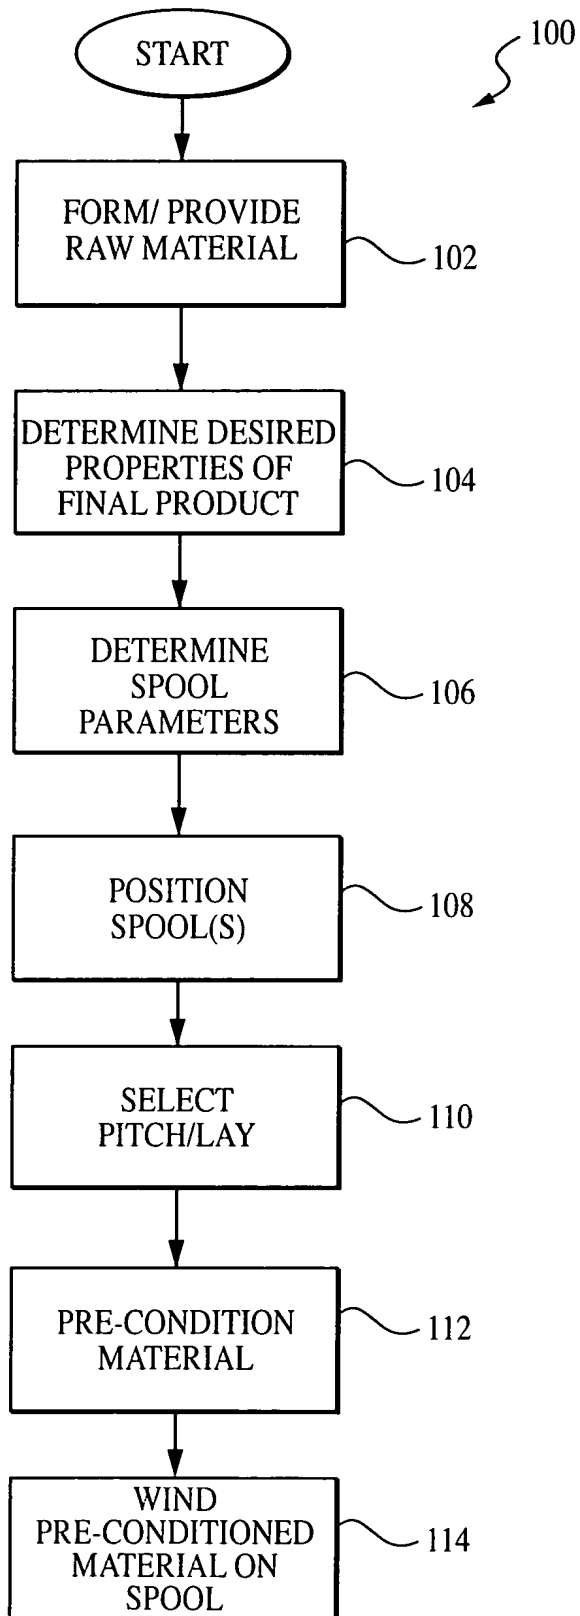 START
100
FORM/ PROVIDE
RAW MATERIAL
102
DETERMINE DESIRED
PROPERTIES OF
FINAL PRODUCT
104
DETERMINE
SPOOL
PARAMETERS
106
POSITION
SPOOL(S)
108
SELECT
PITCH/LAY
110
PRE-CONDITION
MATERIAL
112
WIND
PRE-CONDITIONED
MATERIAL ON
SPOOL
114